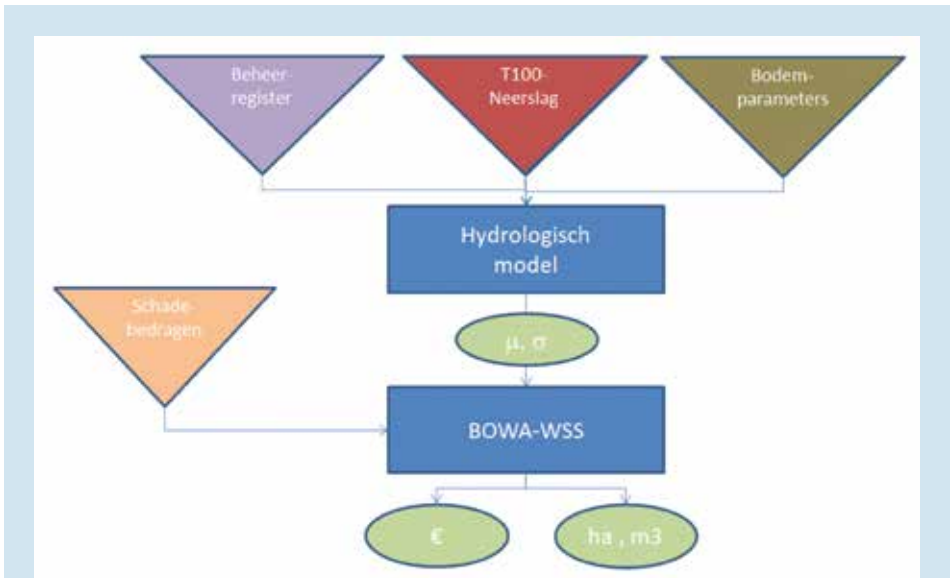 Beheer-
register
T100-
Neerslag
Bodem-
parameters
Hydrologisch
model
Schade-
bedragen
μ, σ
BOWA-WSS
€
ha , m3